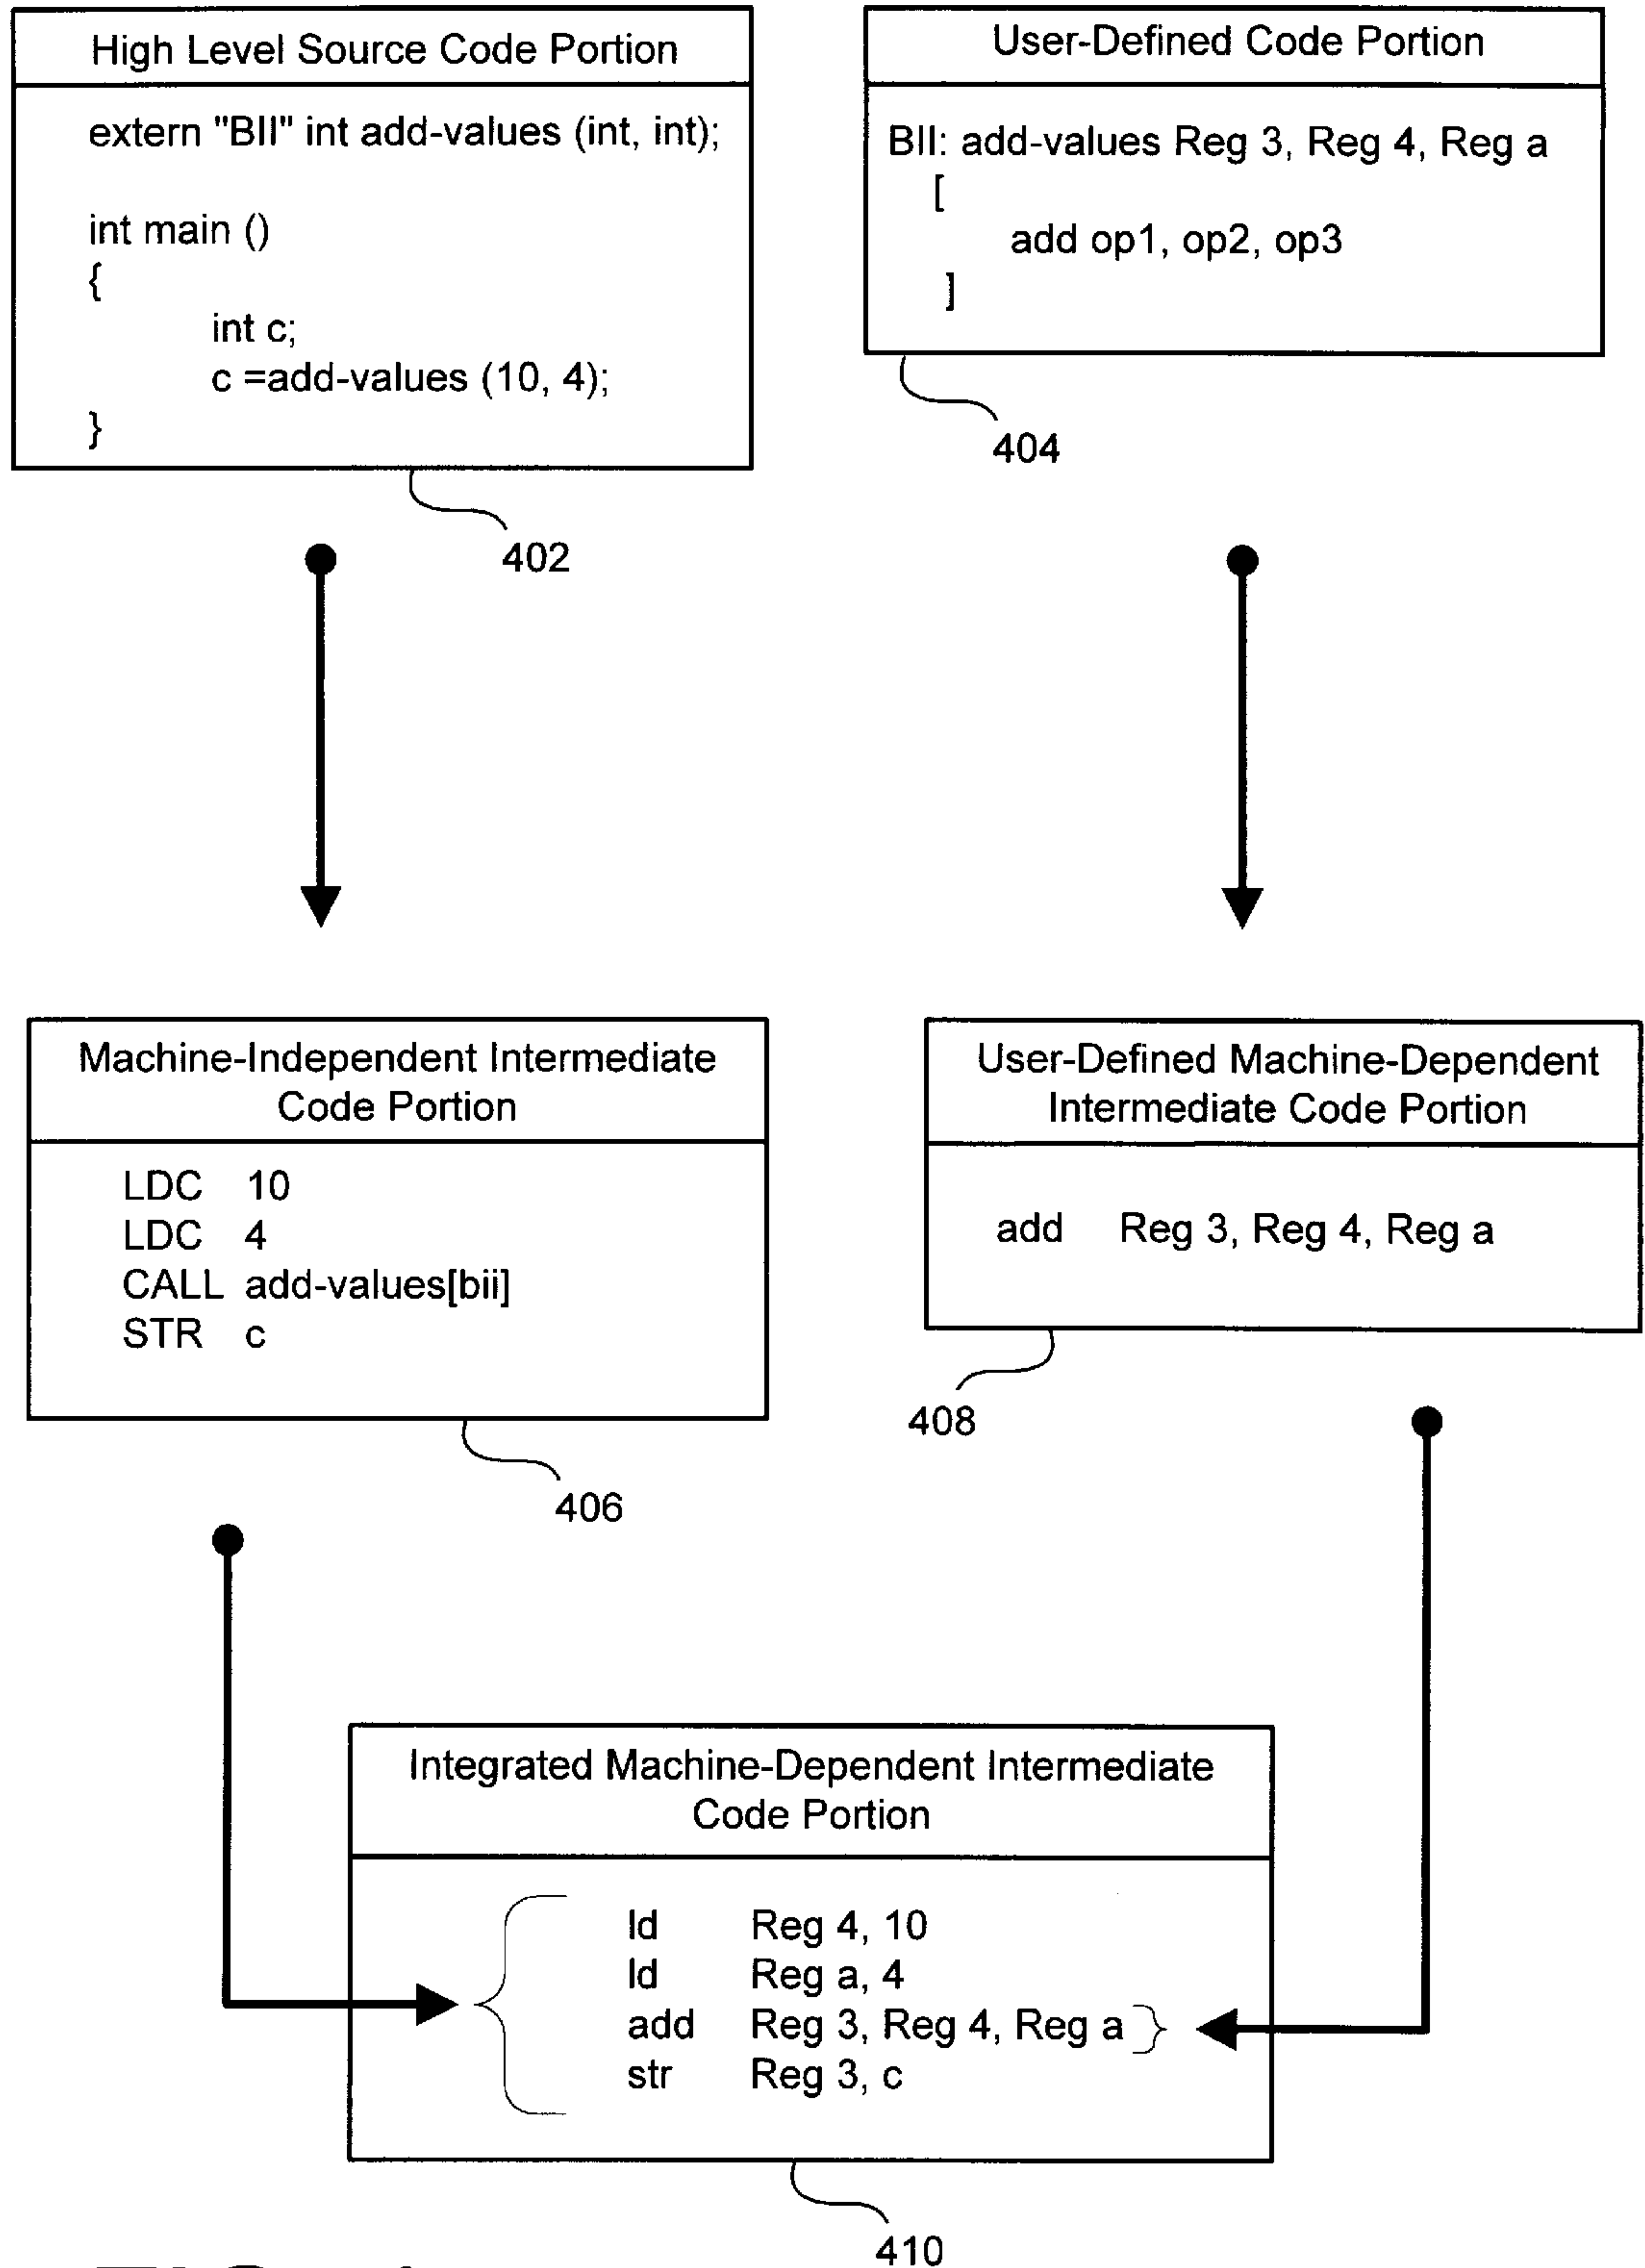 High Level Source Code Portion
extern "BII" int add-values (int, int);
int main ()
{
int c;
c =add-values (10, 4);
}
402
User-Defined Code Portion
BII: add-values Reg 3, Reg 4, Reg a
[
add op1, op2, op3
]
404
Machine-Independent Intermediate
Code Portion
LDC 10
LDC 4
CALL add-values[bii]
STR c
406
User-Defined Machine-Dependent
Intermediate Code Portion
add Reg 3, Reg 4, Reg a
408
Integrated Machine-Dependent Intermediate
Code Portion
ld Reg 4, 10
ld Reg a, 4
add Reg 3, Reg 4, Reg a
str Reg 3, c
410